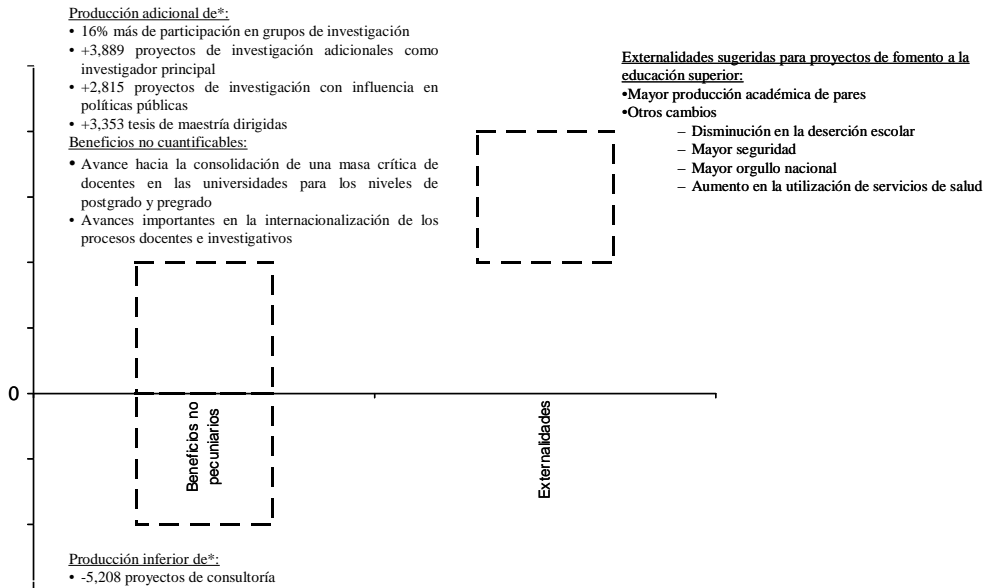 Producción adicional de*:
• 16% más de participación en grupos de investigación
• +3,889 proyectos de investigación adicionales como
investigador principal
• +2,815 proyectos de investigación con influencia en
políticas públicas
• +3,353 tesis de maestría dirigidas
Beneficios no cuantificables:
• Avance hacia la consolidación de una masa crítica de
docentes en las universidades para los niveles de
postgrado y pregrado
• Avances importantes en la internacionalización de los
procesos docentes e investigativos
Externalidades sugeridas para proyectos de fomento a la
educación superior:
•Mayor producción académica de pares
•Otros cambios
– Disminución en la deserción escolar
– Mayor seguridad
– Mayor orgullo nacional
– Aumento en la utilización de servicios de salud
0
Beneficios no
pecuniarios
Externalidades
Producción inferior de*:
• -5,208 proyectos de consultoría